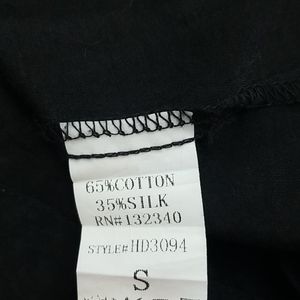 65%COTTON
35%SILK
RN#132340
STYLE# HD3094
S